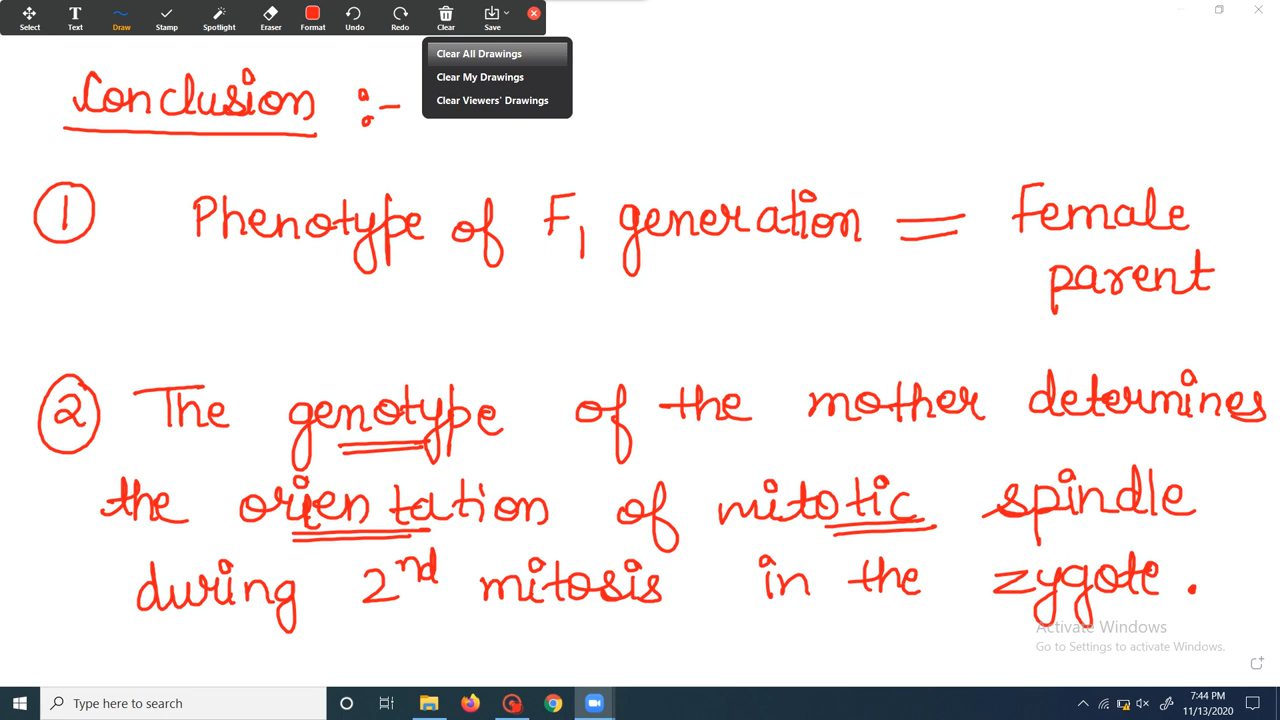 Select Text Draw Stamp Spotlight Eraser Format Undo Redo Clear Save
Clear All Drawings
Clear My Drawings
Clear Viewers' Drawings
Conclusion :-
1 Phenotype of F1 generation = Female
parent
2 The genotype of the mother determines
the orientation of mitotic spindle
during 2nd mitosis in the zygote.
Activate Windows
Go to Settings to activate Windows.
Type here to search
7:44 PM
11/13/2020